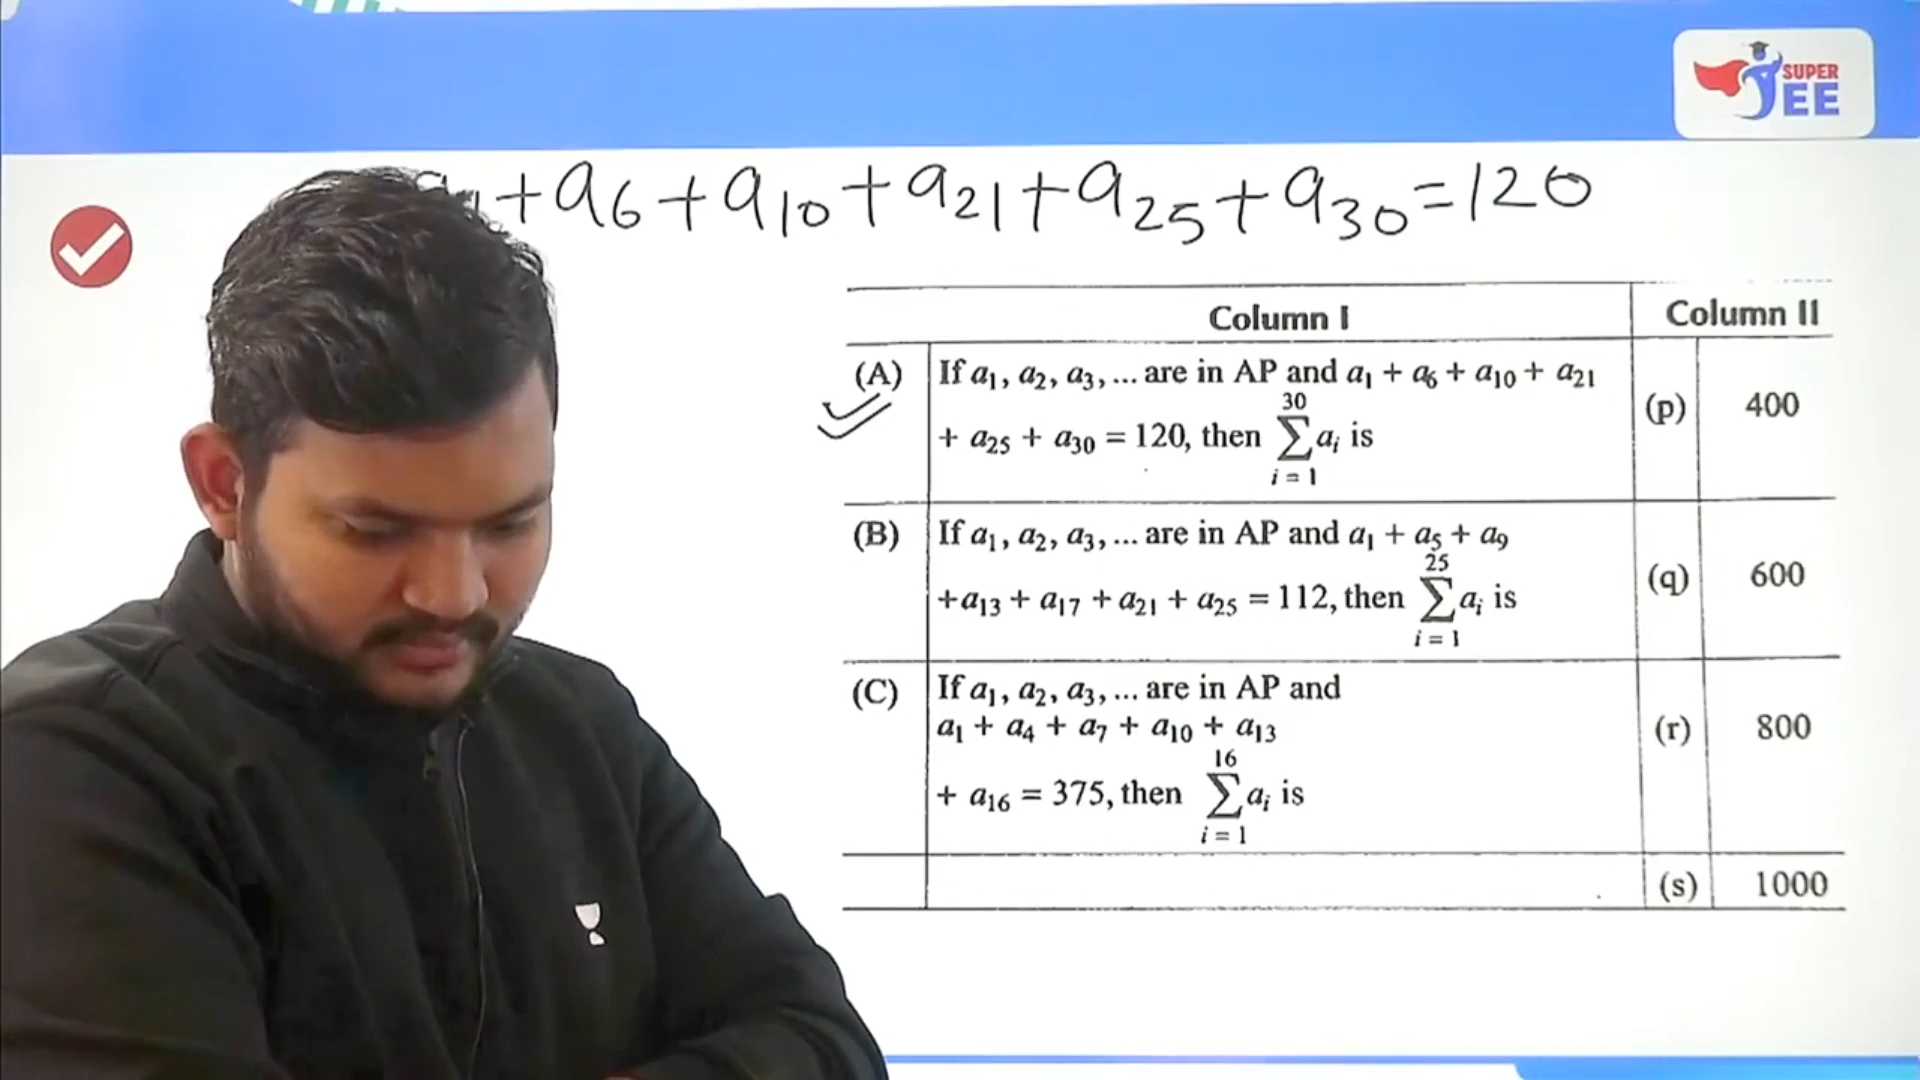 SUPER
JEE
+a6+a10+a21+a25+a30=120
Column I
Column II
(A)
If a1, a2, a3, ... are in AP and a1 + a6 + a10 + a21
+ a25 + a30 = 120, then 30∑i = 1 ai is
(p)
400
(B)
If a1, a2, a3, ... are in AP and a1 + a5 + a9
+a13 + a17 + a21 + a25 = 112, then 25∑i = 1 ai is
(q)
600
(C)
If a1, a2, a3, ... are in AP and
a1 + a4 + a7 + a10 + a13
+ a16 = 375, then 16∑i = 1 ai is
(r)
800
(s)
1000